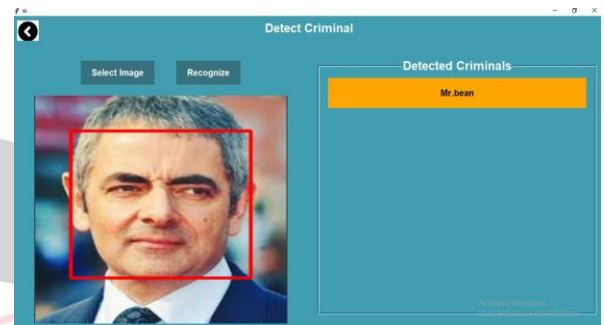 Detect Criminal
Select Image
Recognize
Detected Criminals
Mr.bean
Activate Windows